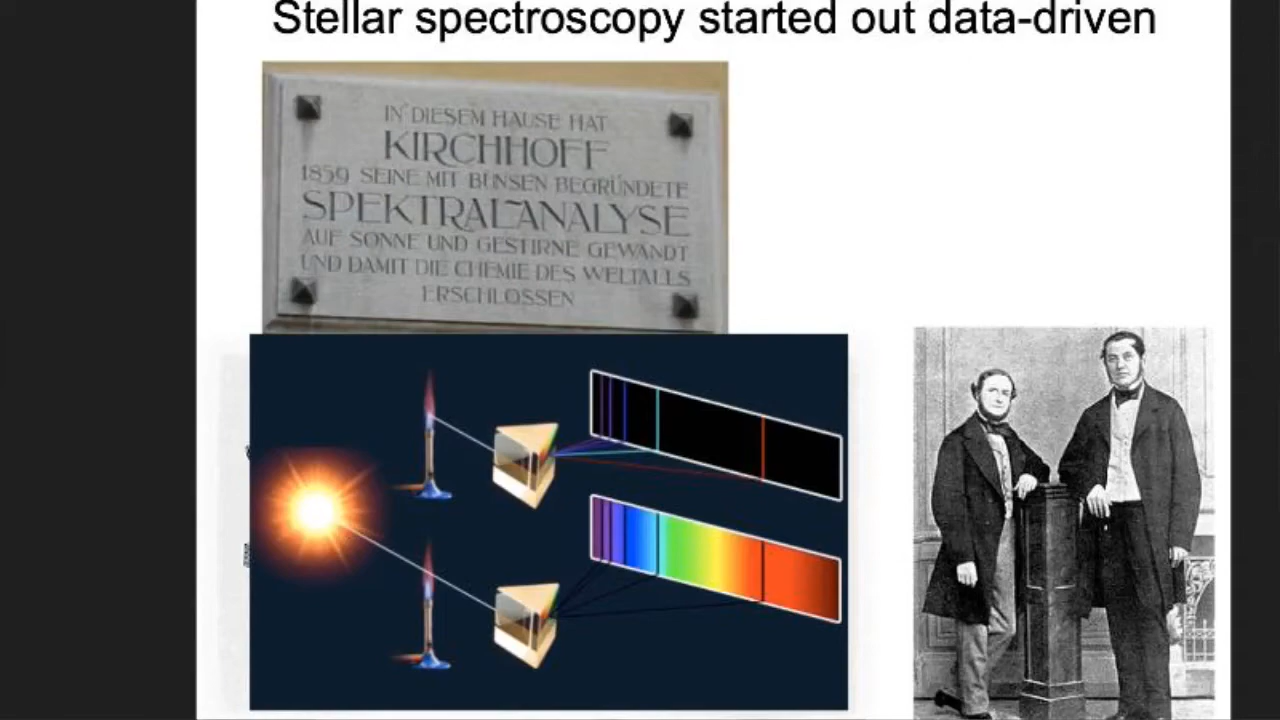 Stellar spectroscopy started out data-driven
IN DIESEM HAUSE HAT
KIRCHHOFF
1859 SEINE MIT BUNSEN BEGRÜNDETE
SPEKTRALANALYSE
AUF SONNE UND GESTIRNE GEWANDT
UND DAMIT DIE CHEMIE DES WELTALLS
ERSCHLOSSEN